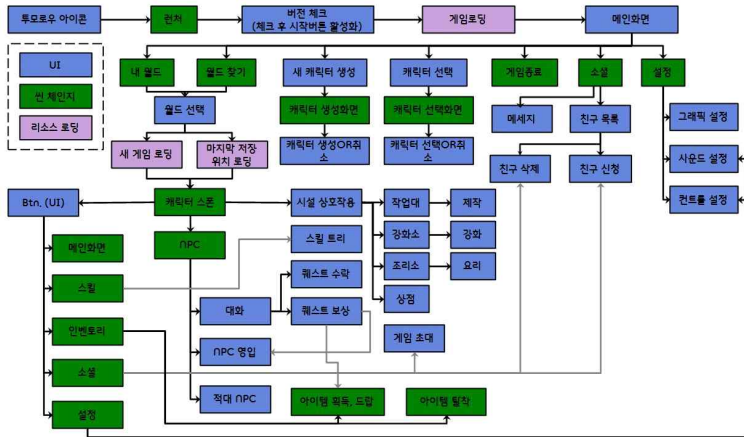 투모로우 아이콘
런처
버전 체크
(체크 후 시작버튼 활성화)
게임로딩
메인화면
UI
씬 체인지
리소스 로딩
내 월드
월드 찾기
새 캐릭터 생성
캐릭터 선택
게임종료
소셜
설정
월드 선택
캐릭터 생성화면
캐릭터 선택화면
메세지
친구 목록
그래픽 설정
새 게임 로딩
마지막 저장
위치 로딩
캐릭터 생성OR취
소
캐릭터 선택OR취
소
친구 삭제
친구 신청
사운드 설정
Btn. (UI)
캐릭터 스폰
시설 상호작용
작업대
제작
컨트롤 설정
메인화면
NPC
스킬 트리
강화소
강화
스킬
퀘스트 수락
조리소
요리
인벤토리
대화
퀘스트 보상
상점
소셜
NPC 영입
게임 초대
설정
적대 NPC
아이템 획득, 드랍
아이템 탈착